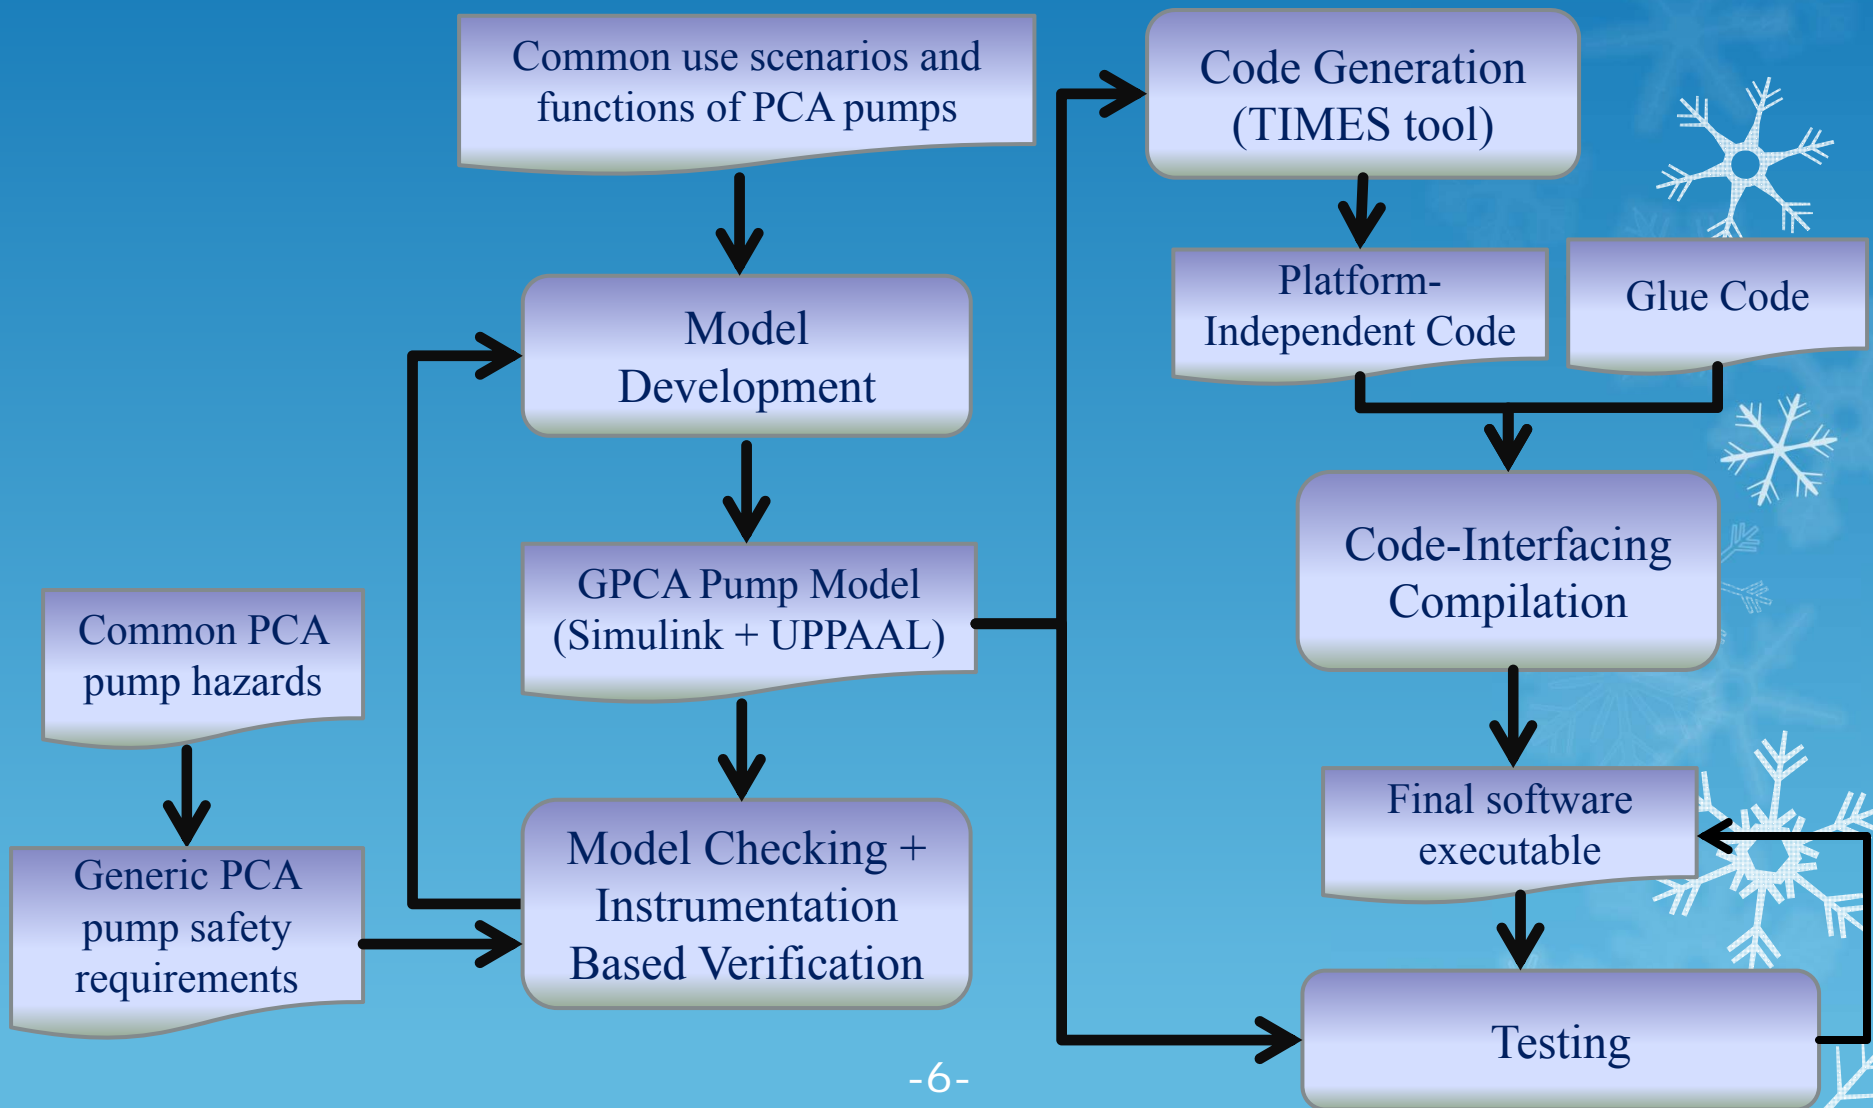 Common use scenarios and
functions of PCA pumps
Model
Development
GPCA Pump Model
(Simulink + UPPAAL)
Common PCA
pump hazards
Generic PCA
pump safety
requirements
Model Checking +
Instrumentation
Based Verification
Code Generation
(TIMES tool)
Platform-
Independent Code
Glue Code
Code-Interfacing
Compilation
Final software
executable
Testing
-6-